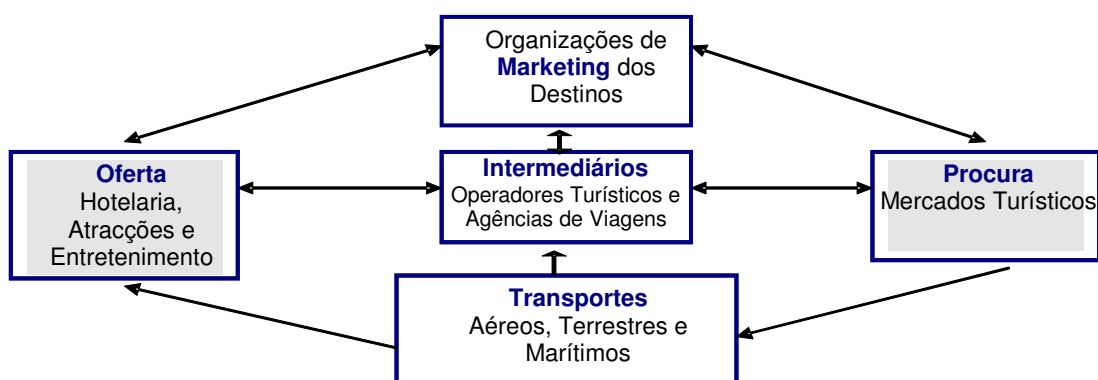 Organizações de
Marketing dos
Destinos
Oferta
Hotelaria,
Atracções e
Entretenimento
Intermediários
Operadores Turísticos e
Agências de Viagens
Procura
Mercados Turísticos
Transportes
Aéreos, Terrestres e
Marítimos